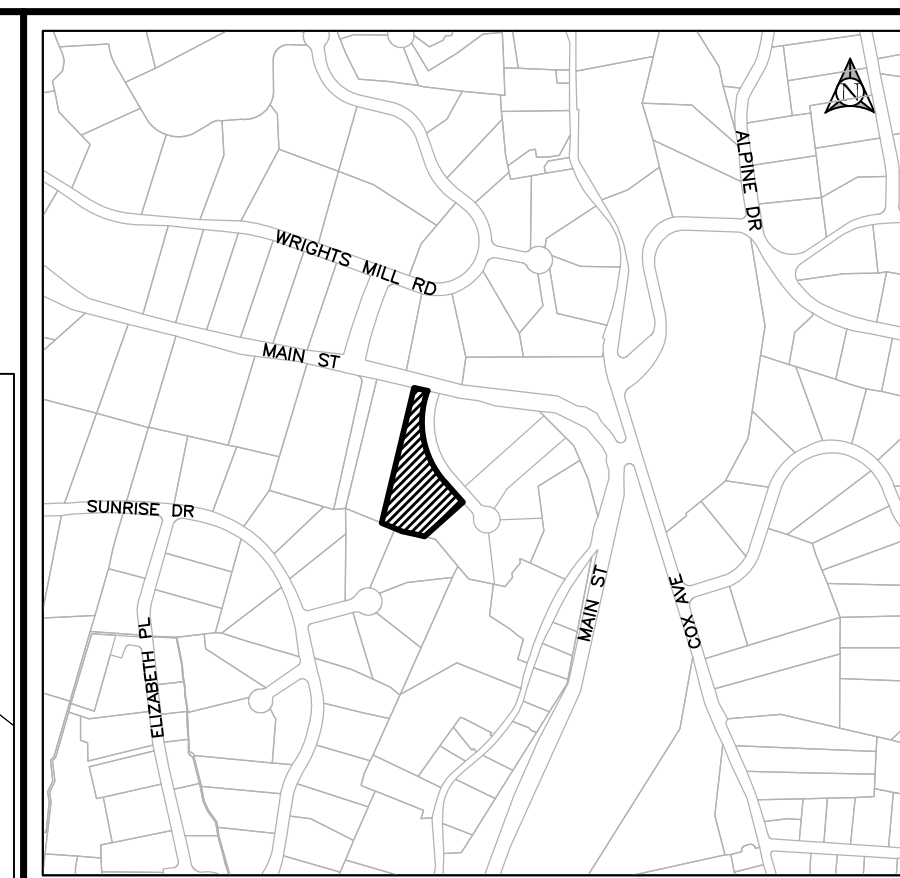 N
ALPINE DR
WRIGHTS MILL RD
MAIN ST
SUNRISE DR
MAIN ST
COX AVE
ELIZABETH PL